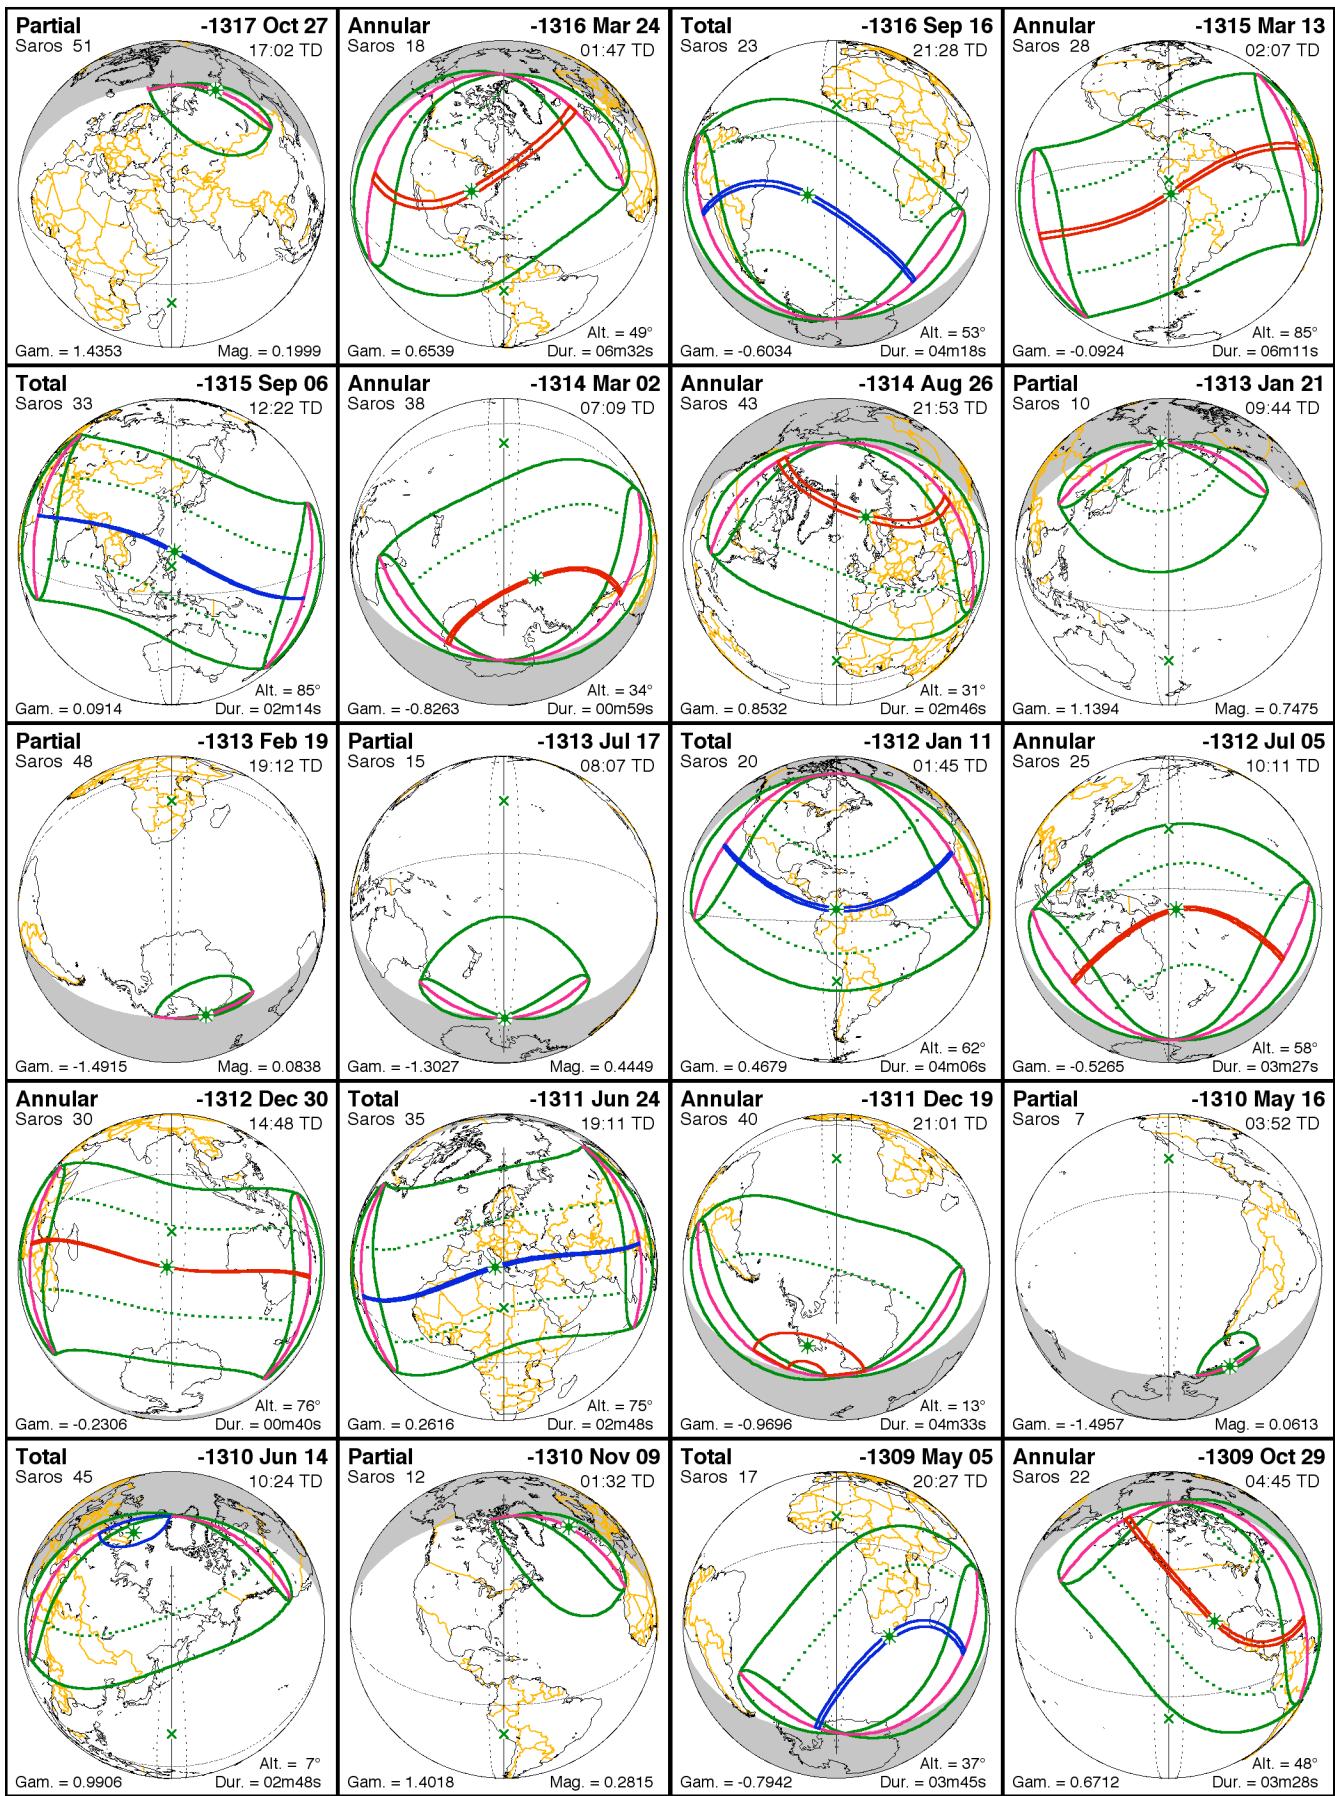 Partial -1317 Oct 27
Saros 51 17:02 TD
Gam. = 1.4353 Mag. = 0.1999
Annular -1316 Mar 24
Saros 18 01:47 TD
Alt. = 49°
Gam. = 0.6539 Dur. = 06m32s
Total -1316 Sep 16
Saros 23 21:28 TD
Alt. = 53°
Gam. = -0.6034 Dur. = 04m18s
Annular -1315 Mar 13
Saros 28 02:07 TD
Alt. = 85°
Gam. = -0.0924 Dur. = 06m11s
Total -1315 Sep 06
Saros 33 12:22 TD
Alt. = 85°
Gam. = 0.0914 Dur. = 02m14s
Annular -1314 Mar 02
Saros 38 07:09 TD
Alt. = 34°
Gam. = -0.8263 Dur. = 00m59s
Annular -1314 Aug 26
Saros 43 21:53 TD
Alt. = 31°
Gam. = 0.8532 Dur. = 02m46s
Partial -1313 Jan 21
Saros 10 09:44 TD
Gam. = 1.1394 Mag. = 0.7475
Partial -1313 Feb 19
Saros 48 19:12 TD
Gam. = -1.4915 Mag. = 0.0838
Partial -1313 Jul 17
Saros 15 08:07 TD
Gam. = -1.3027 Mag. = 0.4449
Total -1312 Jan 11
Saros 20 01:45 TD
Alt. = 62°
Gam. = 0.4679 Dur. = 04m06s
Annular -1312 Jul 05
Saros 25 10:11 TD
Alt. = 58°
Gam. = -0.5265 Dur. = 03m27s
Annular -1312 Dec 30
Saros 30 14:48 TD
Alt. = 76°
Gam. = -0.2306 Dur. = 00m40s
Total -1311 Jun 24
Saros 35 19:11 TD
Alt. = 75°
Gam. = 0.2616 Dur. = 02m48s
Annular -1311 Dec 19
Saros 40 21:01 TD
Alt. = 13°
Gam. = -0.9696 Dur. = 04m33s
Partial -1310 May 16
Saros 7 03:52 TD
Gam. = -1.4957 Mag. = 0.0613
Total -1310 Jun 14
Saros 45 10:24 TD
Alt. = 7°
Gam. = 0.9906 Dur. = 02m48s
Partial -1310 Nov 09
Saros 12 01:32 TD
Gam. = 1.4018 Mag. = 0.2815
Total -1309 May 05
Saros 17 20:27 TD
Alt. = 37°
Gam. = -0.7942 Dur. = 03m45s
Annular -1309 Oct 29
Saros 22 04:45 TD
Alt. = 48°
Gam. = 0.6712 Dur. = 03m28s